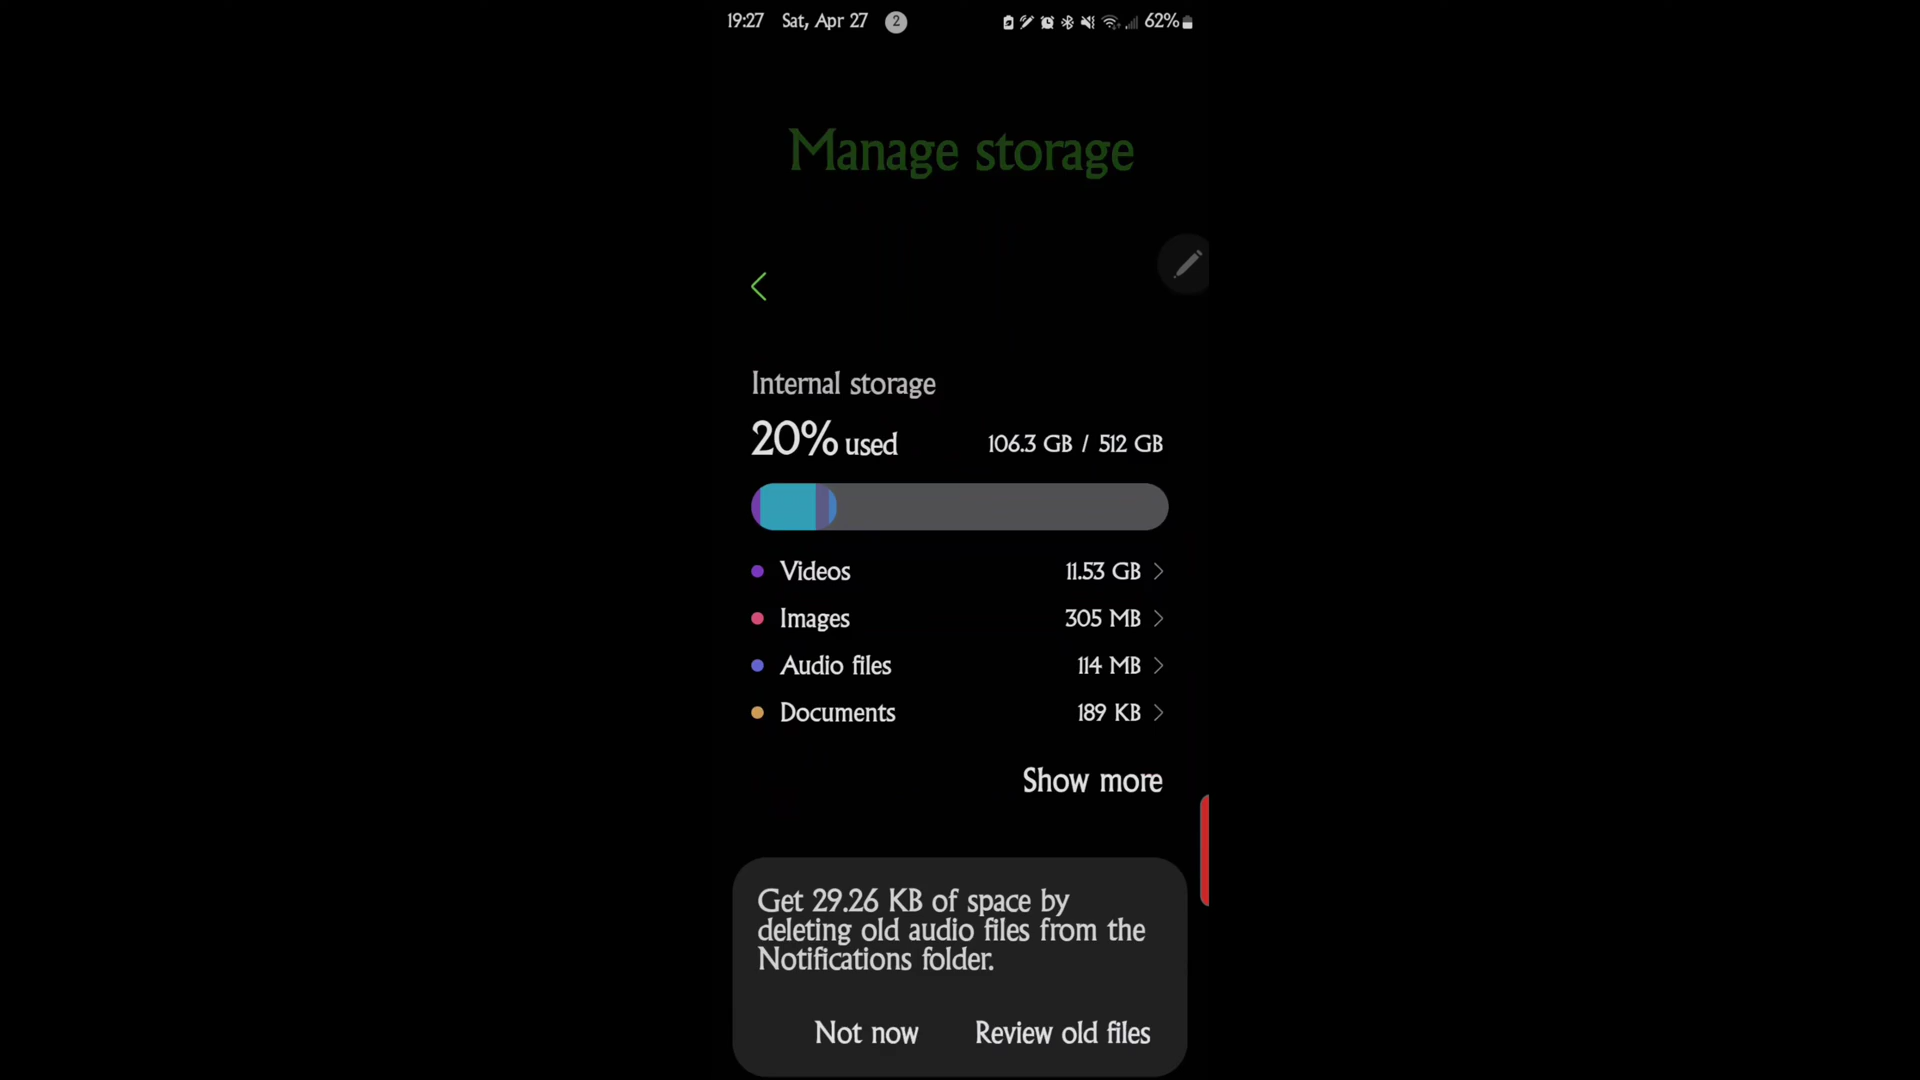 19:27 Sat, Apr 27 2 62%
Manage storage
Internal storage
20% used 106.3 GB / 512 GB
Videos 11.53 GB
Images 305 MB
Audio files 114 MB
Documents 189 KB
Show more
Get 29.26 KB of space by
deleting old audio files from the
Notifications folder.
Not now Review old files